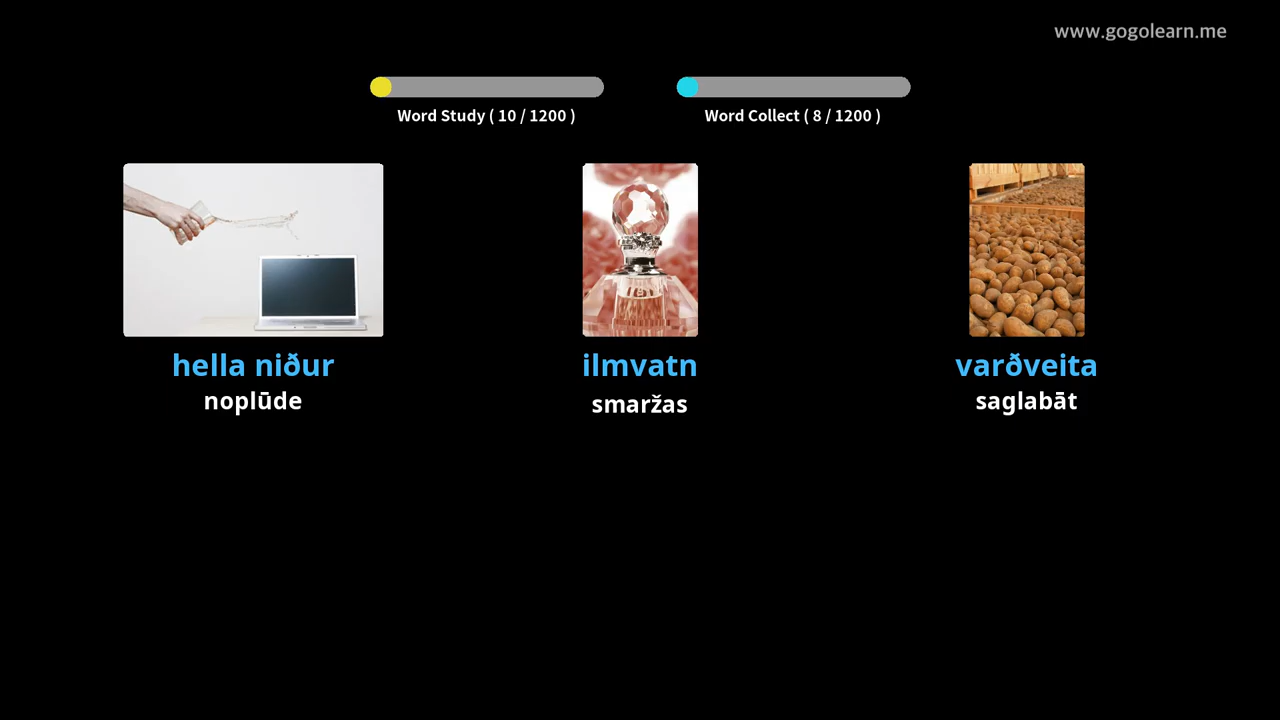 www.gogolearn.me
Word Study ( 10 / 1200 )
Word Collect ( 8 / 1200 )
hella niður
noplūde
ilmvatn
smaržas
varðveita
saglabāt